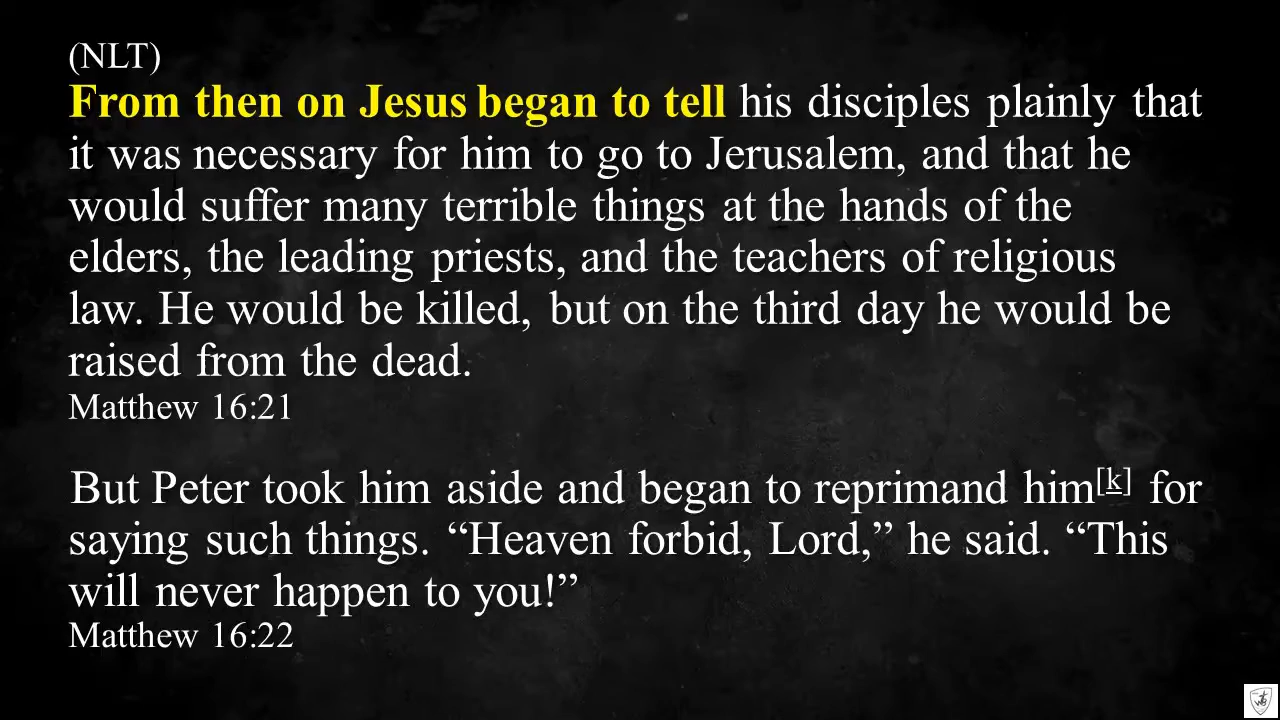 (NLT)
From then on Jesus began to tell his disciples plainly that
it was necessary for him to go to Jerusalem, and that he
would suffer many terrible things at the hands of the
elders, the leading priests, and the teachers of religious
law. He would be killed, but on the third day he would be
raised from the dead.
Matthew 16:21
But Peter took him aside and began to reprimand him[k] for
saying such things. “Heaven forbid, Lord,” he said. “This
will never happen to you!”
Matthew 16:22